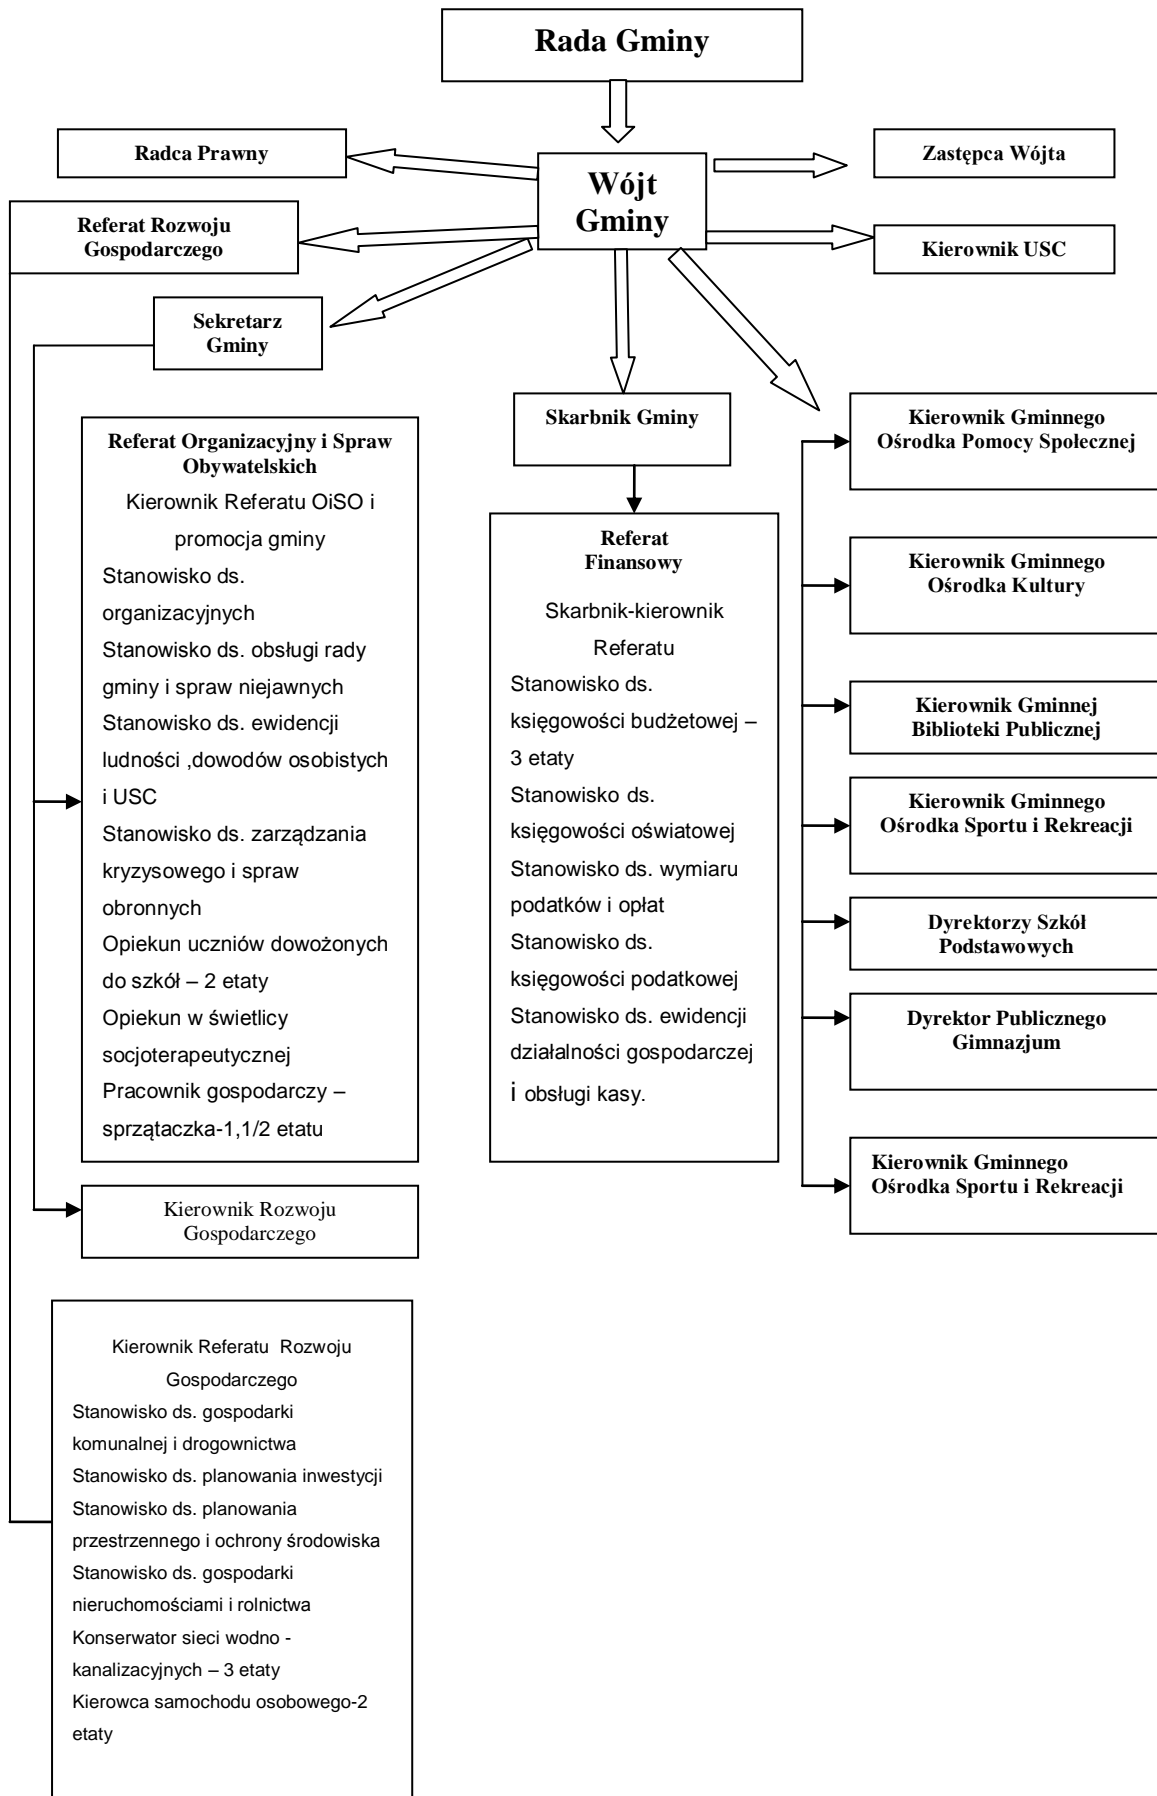 Rada Gminy
Radca Prawny
Wójt
Gminy
Zastępca Wójta
Referat Rozwoju
Gospodarczego
Kierownik USC
Sekretarz
Gminy
Skarbnik Gminy
Kierownik Gminnego
Ośrodka Pomocy Społecznej
Referat Organizacyjny i Spraw
Obywatelskich
Kierownik Referatu OiSO i
promocja gminy
Stanowisko ds.
organizacyjnych
Stanowisko ds. obsługi rady
gminy i spraw niejawnych
Stanowisko ds. ewidencji
ludności ,dowodów osobistych
i USC
Stanowisko ds. zarządzania
kryzysowego i spraw
obronnych
Opiekun uczniów dowożonych
do szkół – 2 etaty
Opiekun w świetlicy
socjoterapeutycznej
Pracownik gospodarczy –
sprzątaczka-1,1/2 etatu
Referat
Finansowy
Skarbnik-kierownik
Referatu
Stanowisko ds.
księgowości budżetowej –
3 etaty
Stanowisko ds.
księgowości oświatowej
Stanowisko ds. wymiaru
podatków i opłat
Stanowisko ds.
księgowości podatkowej
Stanowisko ds. ewidencji
działalności gospodarczej
i obsługi kasy.
Kierownik Gminnego
Ośrodka Kultury
Kierownik Gminnej
Biblioteki Publicznej
Kierownik Gminnego
Ośrodka Sportu i Rekreacji
Dyrektorzy Szkół
Podstawowych
Dyrektor Publicznego
Gimnazjum
Kierownik Gminnego
Ośrodka Sportu i Rekreacji
Kierownik Rozwoju
Gospodarczego
Kierownik Referatu Rozwoju
Gospodarczego
Stanowisko ds. gospodarki
komunalnej i drogownictwa
Stanowisko ds. planowania inwestycji
Stanowisko ds. planowania
przestrzennego i ochrony środowiska
Stanowisko ds. gospodarki
nieruchomościami i rolnictwa
Konserwator sieci wodno -
kanalizacyjnych – 3 etaty
Kierowca samochodu osobowego-2
etaty